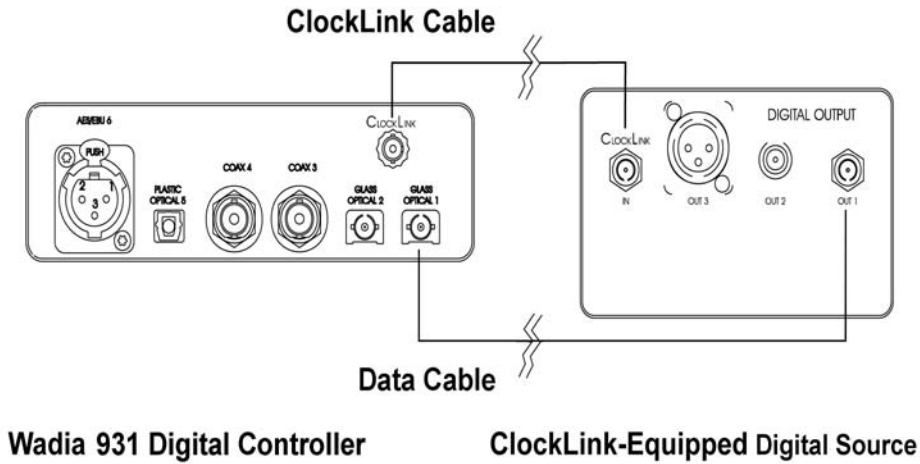 ClockLink Cable
AES/EBU 6
PUSH
2 1
3
PLASTIC
OPTICAL 5
COAX 4
COAX 3
CLOCKLINK
GLASS
OPTICAL 2
GLASS
OPTICAL 1
DIGITAL OUTPUT
CLOCKLINK
IN
OUT 3
OUT 2
OUT 1
Data Cable
Wadia 931 Digital Controller
ClockLink-Equipped Digital Source